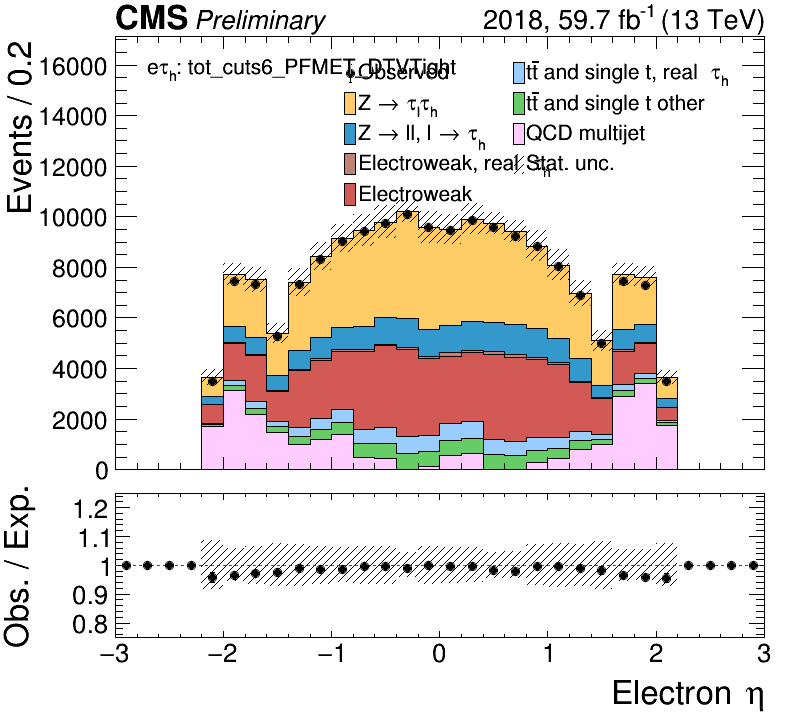 CMS Preliminary 2018, 59.7 fb⁻¹ (13 TeV)
Events / 0.2
16000
14000
12000
10000
8000
6000
4000
2000
0
eτₕ: tot_cuts6_PFMET_DTVTight
Observed
Z → τₗτₕ
Z → ll, l → τₕ
Electroweak, real τₕ
Electroweak
tt̄ and single t, real τₕ
tt̄ and single t other
QCD multijet
Stat. unc.
Obs. / Exp.
1.2
1.1
1
0.9
0.8
−3 −2 −1 0 1 2 3
Electron η